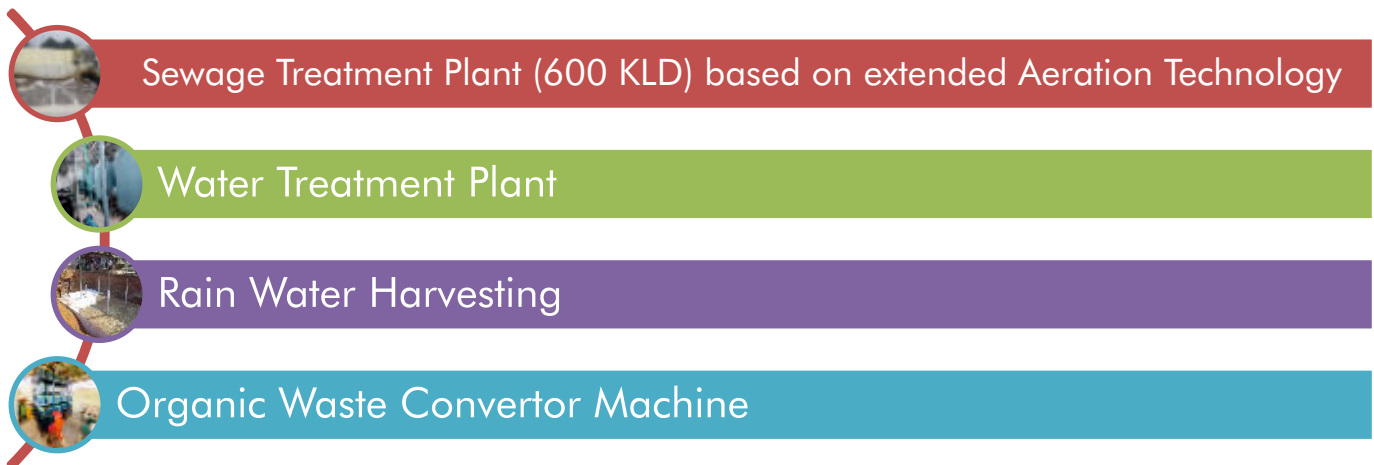 Sewage Treatment Plant (600 KLD) based on extended Aeration Technology
Water Treatment Plant
Rain Water Harvesting
Organic Waste Convertor Machine